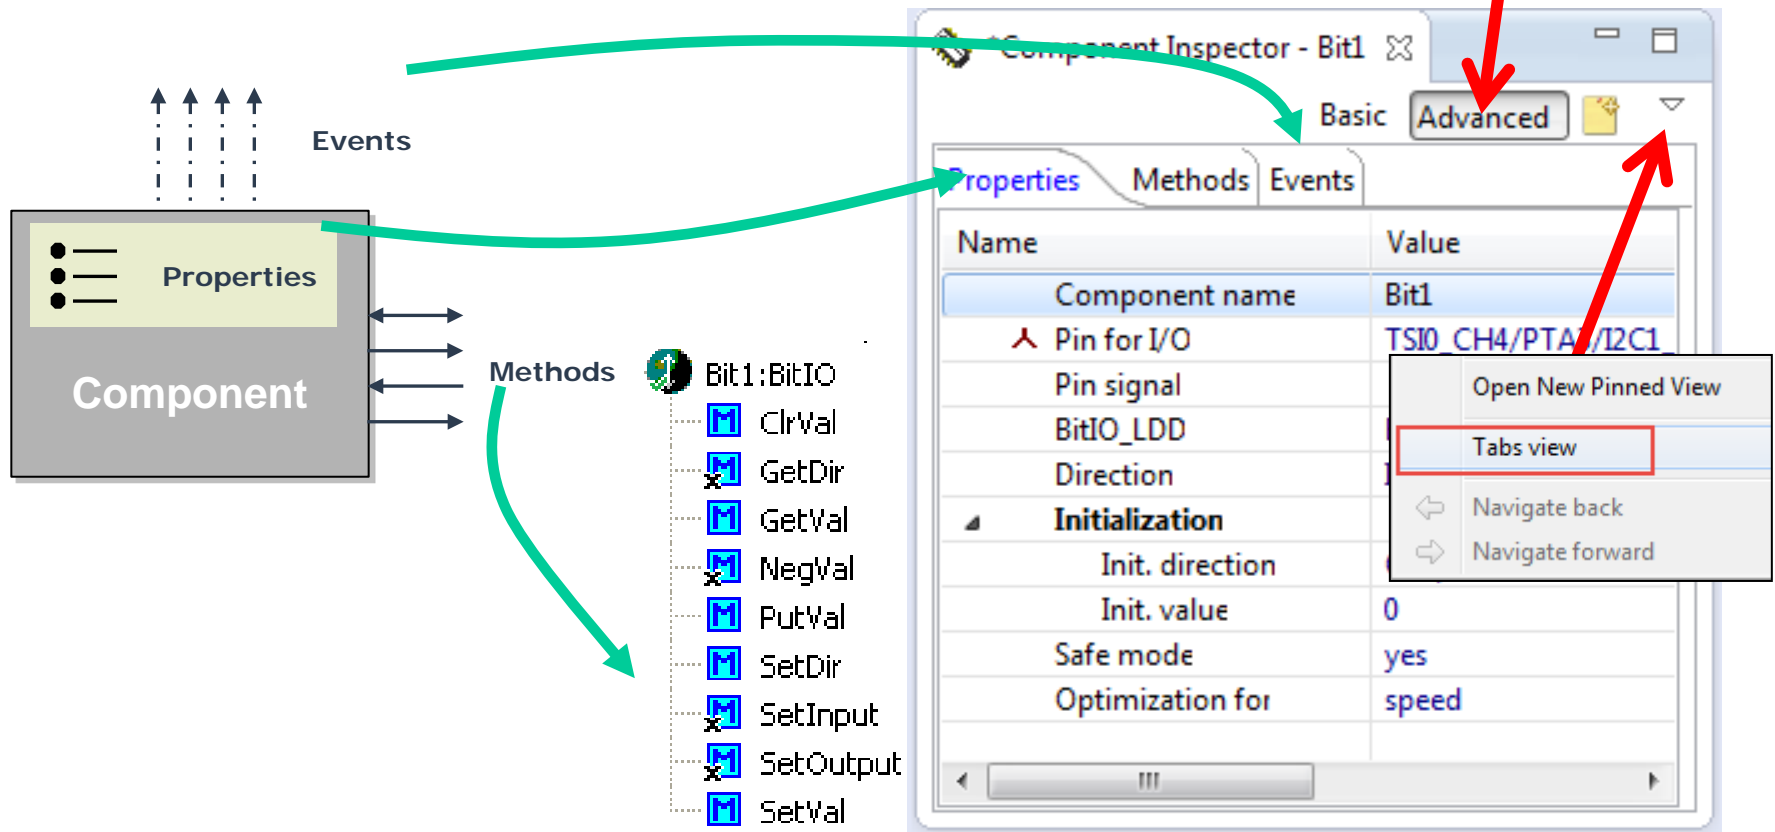 Events
Properties
Component
Methods
Bit1:BitIO
ClrVal
GetDir
GetVal
NegVal
PutVal
SetDir
SetInput
SetOutput
SetVal
*Component Inspector - Bit1
Basic Advanced
Properties Methods Events
Name Value
Component name Bit1
Pin for I/O TSI0_CH4/PTA3/I2C1_
Pin signal
BitIO_LDD
Direction
Initialization
Init. direction
Init. value 0
Safe mode yes
Optimization for speed
Open New Pinned View
Tabs view
Navigate back
Navigate forward